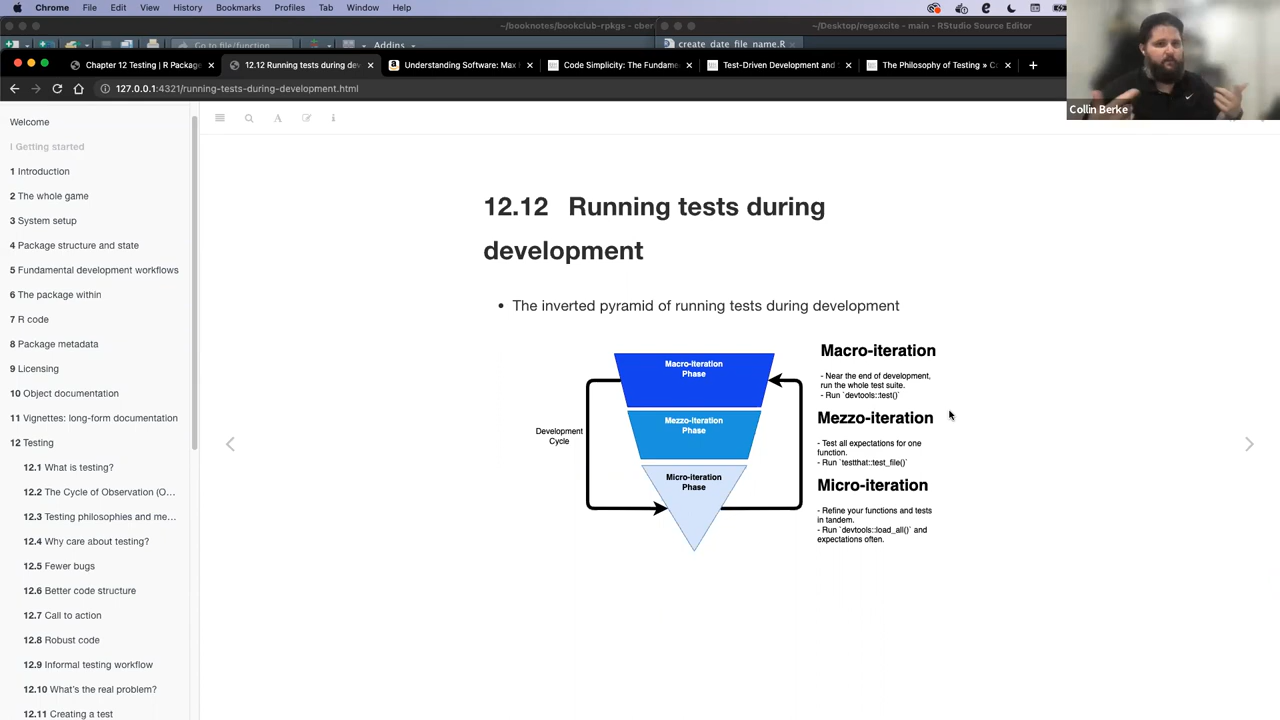 Chrome File Edit View History Bookmarks Profiles Tab Window Help
~/booknotes/bookclub-rpkgs - cber
~/Desktop/regexcite - main - RStudio Source Editor
Go to file/function Addins
create_date_file_name.R
Chapter 12 Testing | R Package
12.12 Running tests during dev
Understanding Software: Max
Code Simplicity: The Fundame
Test-Driven Development and
The Philosophy of Testing » C
127.0.0.1:4321/running-tests-during-development.html
Collin Berke
Welcome
I Getting started
1 Introduction
2 The whole game
3 System setup
4 Package structure and state
5 Fundamental development workflows
6 The package within
7 R code
8 Package metadata
9 Licensing
10 Object documentation
11 Vignettes: long-form documentation
12 Testing
12.1 What is testing?
12.2 The Cycle of Observation (O...
12.3 Testing philosophies and me...
12.4 Why care about testing?
12.5 Fewer bugs
12.6 Better code structure
12.7 Call to action
12.8 Robust code
12.9 Informal testing workflow
12.10 What's the real problem?
12.11 Creating a test
12.12 Running tests during
development
• The inverted pyramid of running tests during development
Macro-iteration
Phase
Mezzo-iteration
Phase
Micro-iteration
Phase
Development
Cycle
Macro-iteration
- Near the end of development,
run the whole test suite.
- Run `devtools::test()`
Mezzo-iteration
- Test all expectations for one
function.
- Run `testthat::test_file()`
Micro-iteration
- Refine your functions and tests
in tandem.
- Run `devtools::load_all()` and
expectations often.